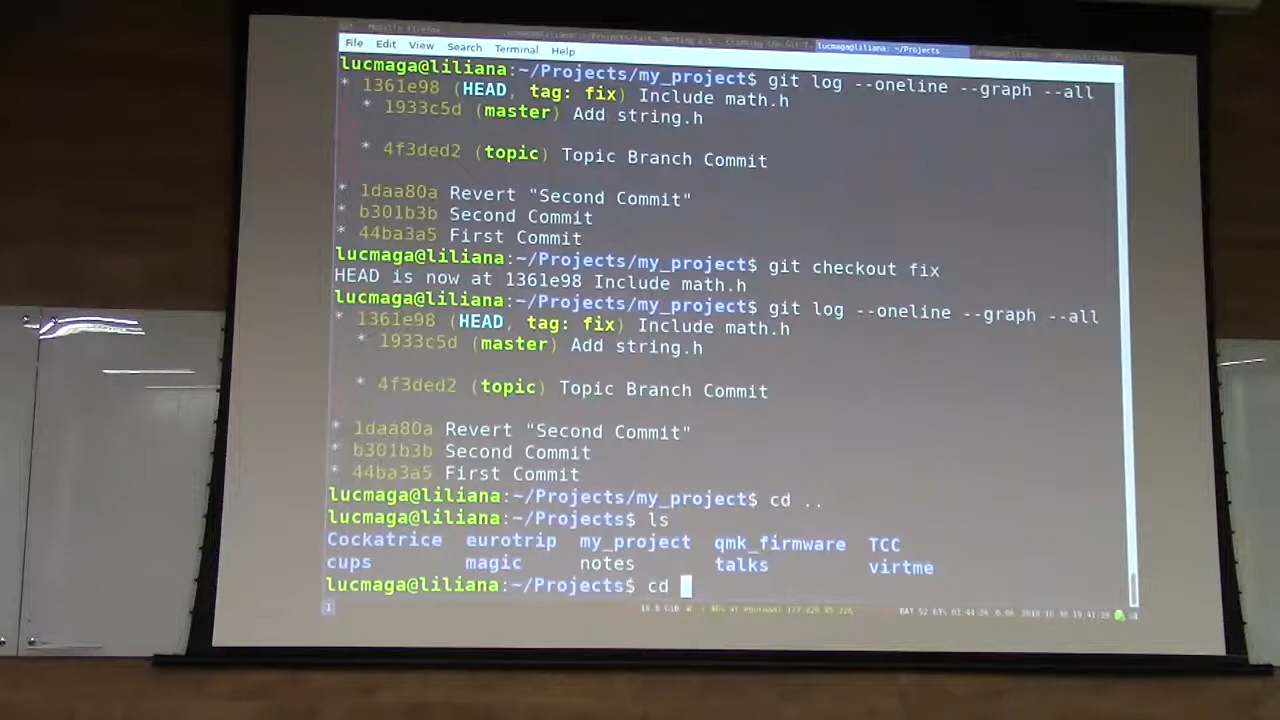 File Edit View Search Terminal Help
lucmaga@liliana: ~/Projects
lucmaga@liliana:~/Projects/my_project$ git log --oneline --graph --all
* 1361e98 (HEAD, tag: fix) Include math.h
* 1933c5d (master) Add string.h
* 4f3ded2 (topic) Topic Branch Commit
* 1daa80a Revert "Second Commit"
* b301b3b Second Commit
* 44ba3a5 First Commit
lucmaga@liliana:~/Projects/my_project$ git checkout fix
HEAD is now at 1361e98 Include math.h
lucmaga@liliana:~/Projects/my_project$ git log --oneline --graph --all
* 1361e98 (HEAD, tag: fix) Include math.h
* 1933c5d (master) Add string.h
* 4f3ded2 (topic) Topic Branch Commit
* 1daa80a Revert "Second Commit"
* b301b3b Second Commit
* 44ba3a5 First Commit
lucmaga@liliana:~/Projects/my_project$ cd ..
lucmaga@liliana:~/Projects$ ls
Cockatrice eurotrip my_project qmk_firmware TCC
cups magic notes talks virtme
lucmaga@liliana:~/Projects$ cd
1